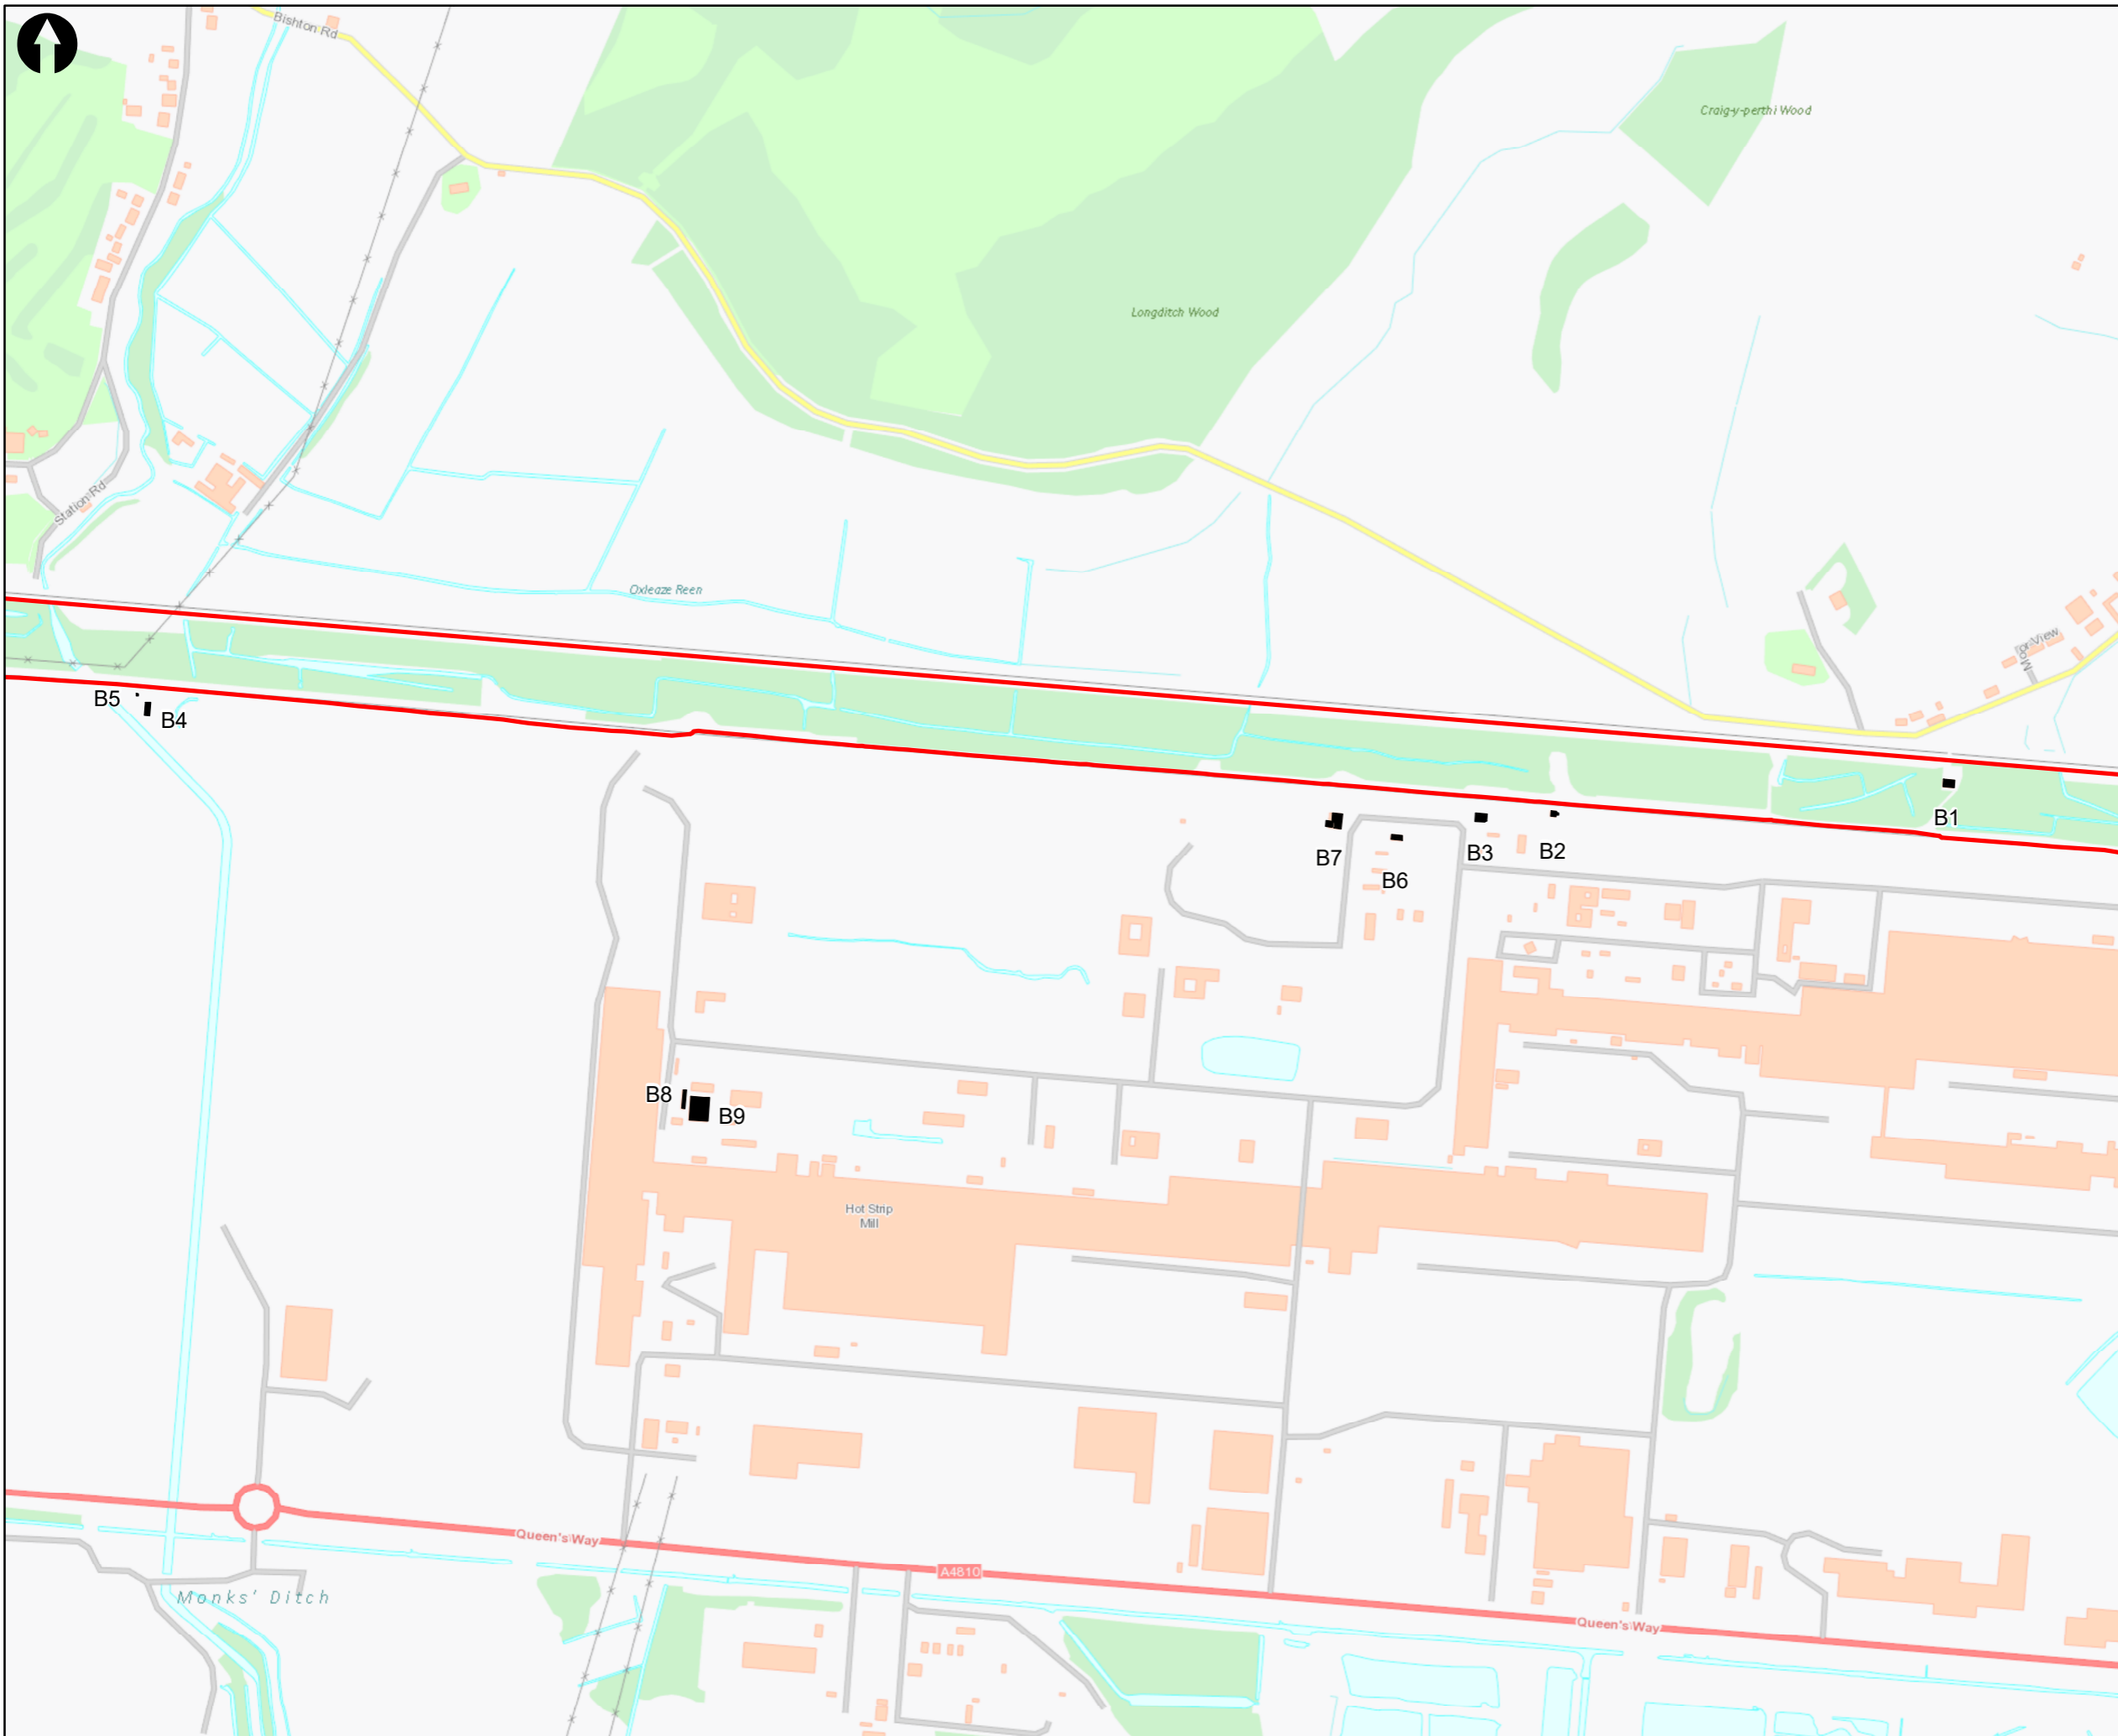 Bishton Rd
Craig-y-perthi Wood
Longditch Wood
Station Rd
Oxleaze Reen
Mor View
B5
B4
B1
B7
B3
B2
B6
B8
B9
Hot Strip
Mill
Queen's Way
A4810
Monks' Ditch
Queen's Way